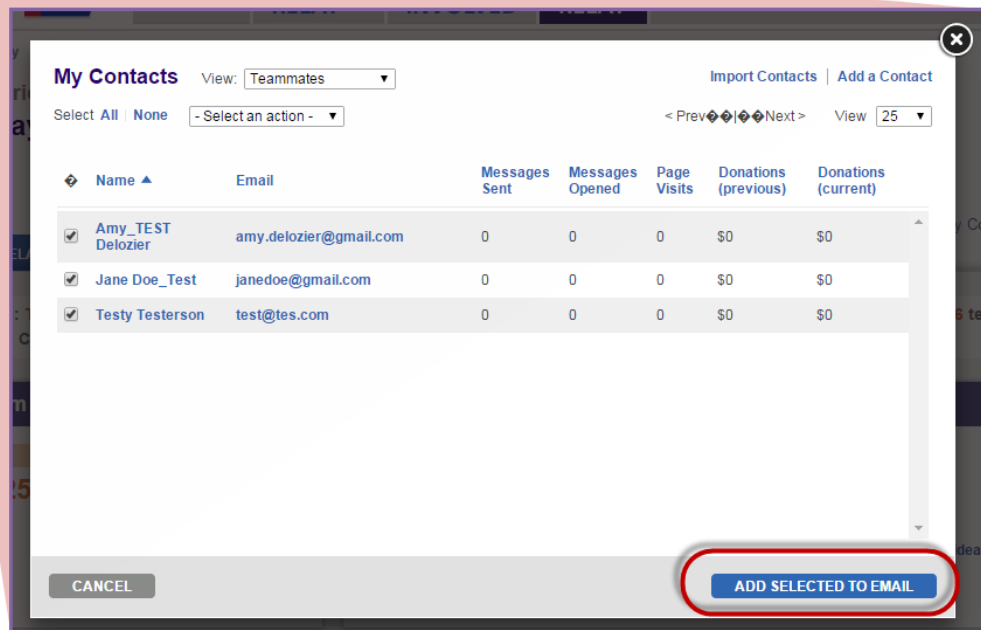 My Contacts View: Teammates ▼ Import Contacts | Add a Contact
Select All | None - Select an action - ▼ < Prev��|��Next > View 25 ▼
� Name ▲ Email Messages Sent Messages Opened Page Visits Donations (previous) Donations (current)
Amy_TEST Delozier amy.delozier@gmail.com 0 0 0 $0 $0
Jane Doe_Test janedoe@gmail.com 0 0 0 $0 $0
Testy Testerson test@tes.com 0 0 0 $0 $0
CANCEL ADD SELECTED TO EMAIL